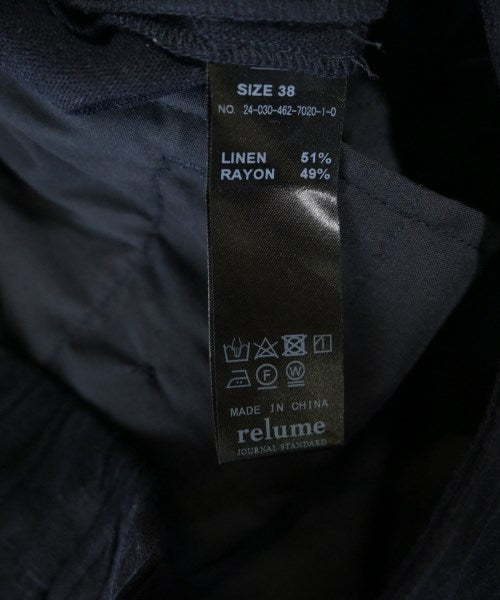 SIZE 38
NO. 24-030-462-7020-1-0
LINEN 51%
RAYON 49%
F W
MADE IN CHINA
relume
JOURNAL STANDARD